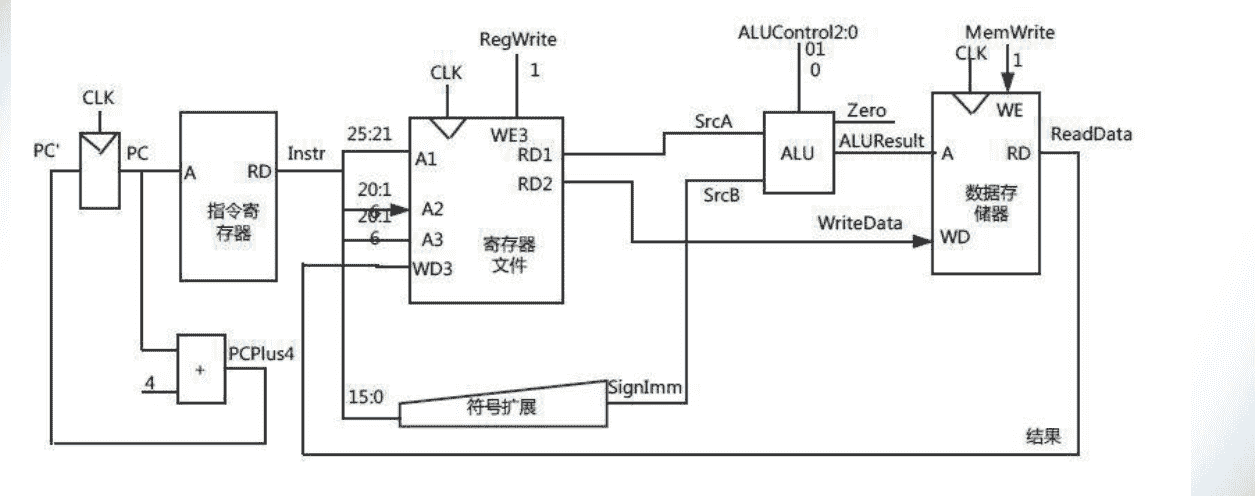 ALUControl2:0
01
0
MemWrite
CLK
1
RegWrite
1
CLK
CLK
PC'
PC
A
RD
指令寄
存器
Instr
25:21
20:1
6
20:1
6
A1
WE3
RD1
RD2
A2
A3
WD3
寄存器
文件
SrcA
SrcB
ALU
Zero
ALUResult
WriteData
WE
A
RD
数据存
储器
WD
ReadData
4
+
PCPlus4
15:0
符号扩展
SignImm
结果